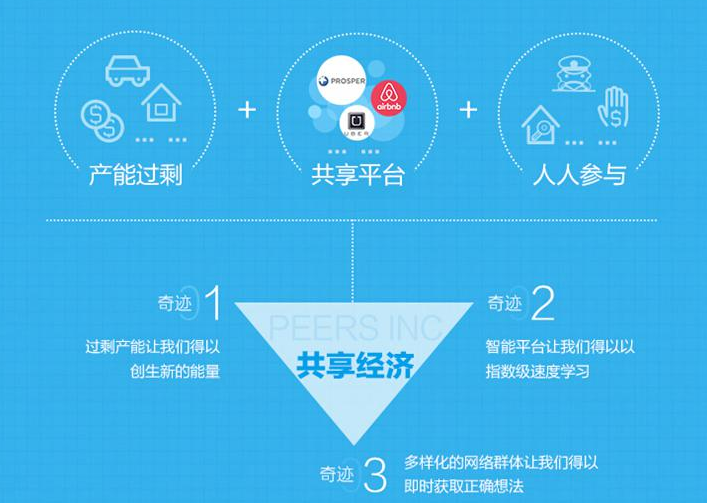 PROSPER
airbnb
UBER
产能过剩
+
共享平台
+
人人参与
奇迹 01
过剩产能让我们得以
创生新的能量
PEERS INC
共享经济
奇迹 02
智能平台让我们得以以
指数级速度学习
奇迹 03
多样化的网络群体让我们得以
即时获取正确想法